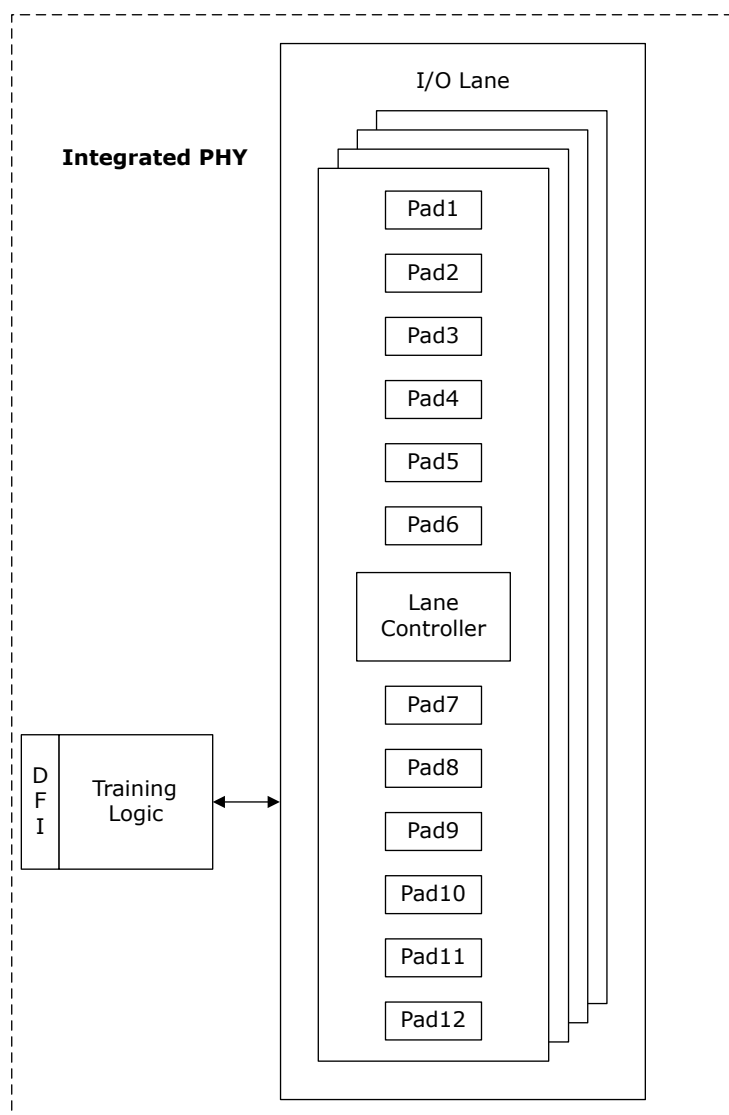 I/O Lane
Integrated PHY
Pad1
Pad2
Pad3
Pad4
Pad5
Pad6
Lane
Controller
Pad7
Pad8
Pad9
Pad10
Pad11
Pad12
D
F
I
Training
Logic